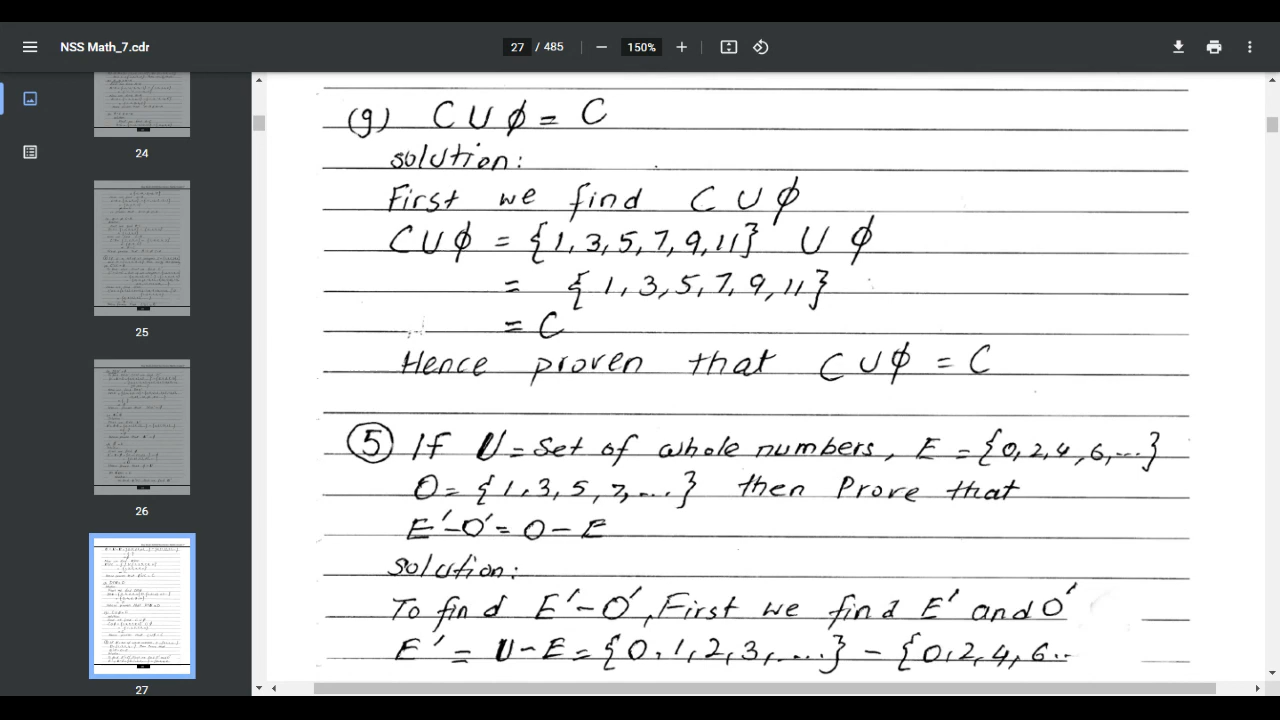 NSS Math_7.cdr
27 / 485
150%
24
25
26
27
(g) C U ϕ = C
solution:
First we find C U ϕ
C U ϕ = {1, 3, 5, 7, 9, 11} U ϕ
= {1, 3, 5, 7, 9, 11}
= C
Hence proven that C U ϕ = C
(5) If U = Set of whole numbers, E = {0, 2, 4, 6, ...}
O = {1, 3, 5, 7, ...} then Prove that
E' - O' = O - E
solution:
To find E' - O', First we find E' and O'
E' = U - E = {0, 1, 2, 3, ....} - {0, 2, 4, 6 ..